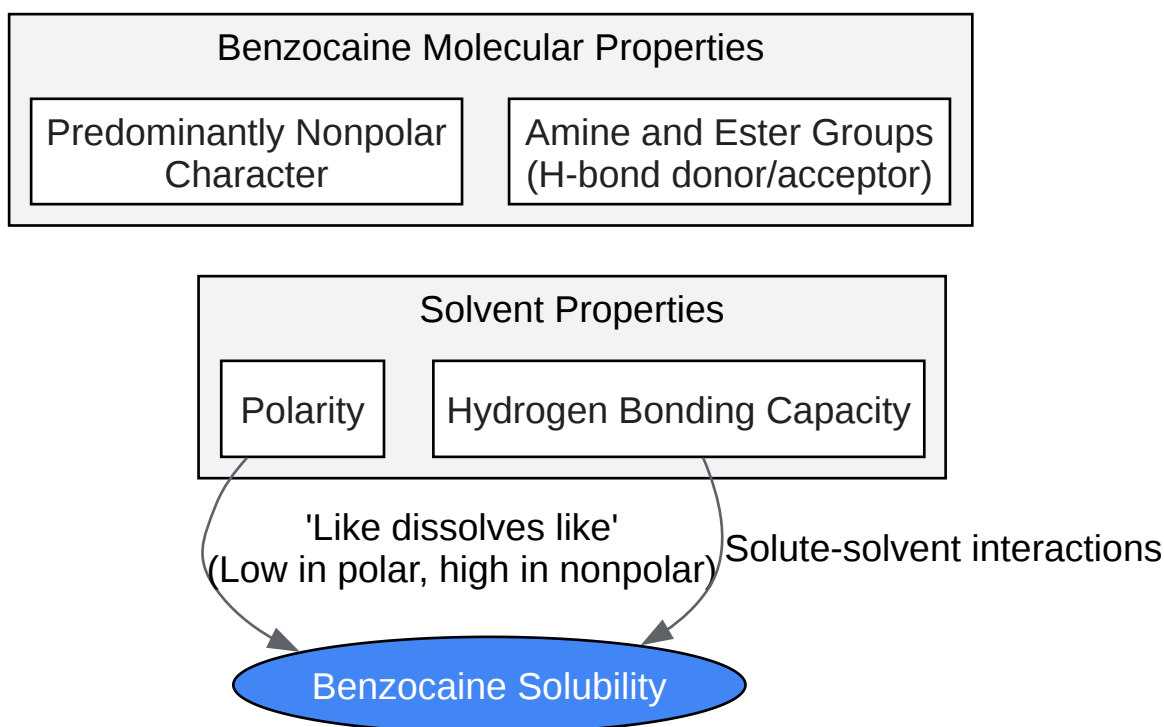 Benzocaine Molecular Properties
Predominantly Nonpolar
Character
Amine and Ester Groups
(H-bond donor/acceptor)
Solvent Properties
Polarity
Hydrogen Bonding Capacity
'Like dissolves like'
(Low in polar, high in nonpolar)
Solute-solvent interactions
Benzocaine Solubility